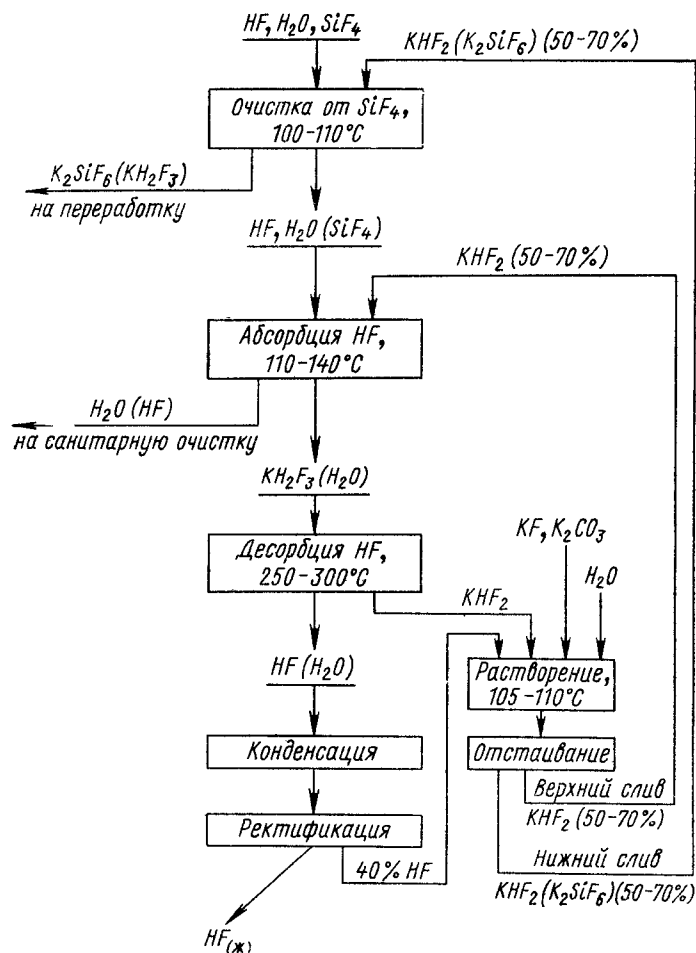 HF, H₂O, SiF₄
KHF₂(K₂SiF₆)(50-70%)
Очистка от SiF₄,
100-110°С
K₂SiF₆(KH₂F₃)
на переработку
HF, H₂O(SiF₄)
KHF₂(50-70%)
Абсорбция HF,
110-140°С
H₂O(HF)
на санитарную очистку
KH₂F₃(H₂O)
KF, K₂CO₃
H₂O
Десорбция HF,
250-300°С
KHF₂
HF(H₂O)
Растворение,
105-110°С
Конденсация
Отстаивание
Верхний слив
KHF₂(50-70%)
Ректификация
Нижний слив
40% HF
KHF₂(K₂SiF₆)(50-70%)
HF(ж)